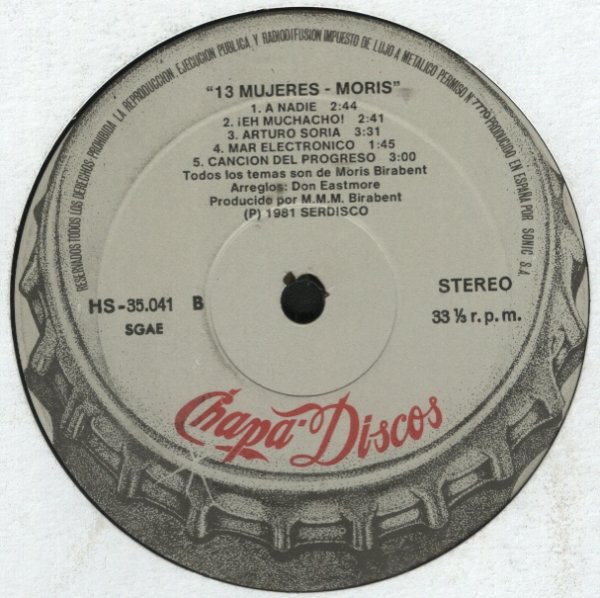 RESERVADOS TODOS LOS DERECHOS: PROHIBIDA LA REPRODUCCION, EJECUCION PUBLICA Y RADIODIFUSION IMPUESTO DE LUJO A METALICO PERMISO Nº 7770 PRODUCIDO EN ESPAÑA POR SONIC S.A.
"13 MUJERES - MORIS"
1. A NADIE 2:44
2. ¡EH MUCHACHO! 2:41
3. ARTURO SORIA 3:31
4. MAR ELECTRONICO 1:45
5. CANCION DEL PROGRESO 3:00
Todos los temas son de Moris Birabent
Arreglos: Don Eastmore
Producido por M.M.M. Birabent
(P) 1981 SERDISCO
HS-35.041 B
SGAE
STEREO
33 ⅓ r.p.m.
Chapa-Discos